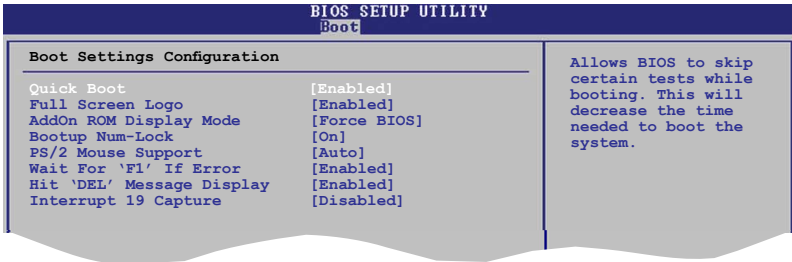 BIOS SETUP UTILITY
Boot
Boot Settings Configuration
Quick Boot [Enabled]
Full Screen Logo [Enabled]
AddOn ROM Display Mode [Force BIOS]
Bootup Num-Lock [On]
PS/2 Mouse Support [Auto]
Wait For ‘F1’ If Error [Enabled]
Hit ‘DEL’ Message Display [Enabled]
Interrupt 19 Capture [Disabled]
Allows BIOS to skip
certain tests while
booting. This will
decrease the time
needed to boot the
system.